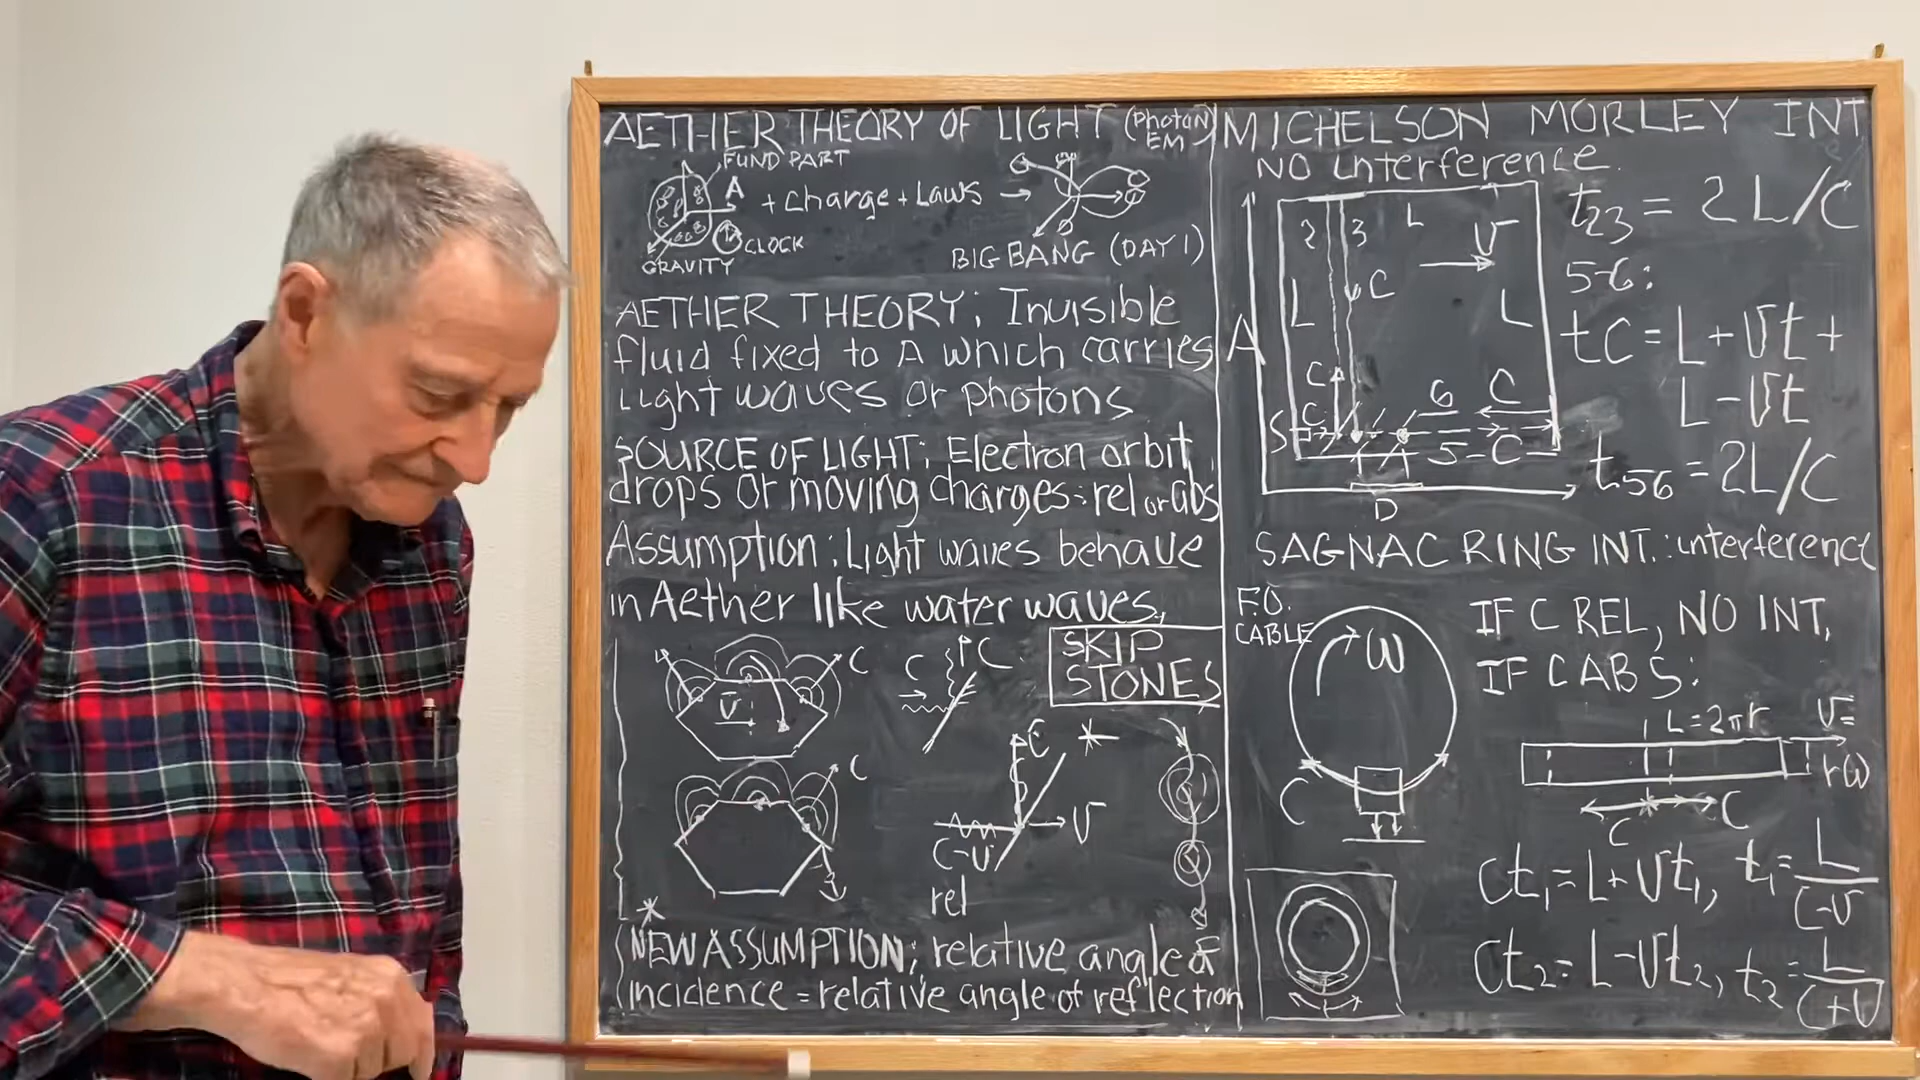 AETHER THEORY OF LIGHT (PhotoN
EM)
FUND PART
A
+ charge + Laws →
CLOCK
GRAVITY
BIG BANG (DAY 1)
AETHER THEORY; Invisible
fluid fixed to A which carries
Light waves or photons
SOURCE OF LIGHT: Electron orbit
drops or moving charges = rel or abs
Assumption: Light waves behave
in Aether like water waves,
SKIP
STONES
C
V
C
C
C
C
*
V
C-V
rel
*
NEW ASSUMPTION; relative angle of
incidence = relative angle of reflection
MICHELSON MORLEY INT
NO interference.
2 3 L
V
C
L L
A
C
C
6 C
S
5 C
D
t23 = 2L/C
5-6:
tC = L + Vt +
L - Vt
t56 = 2L/C
SAGNAC RING INT.: interference
F.O.
CABLE
W
C
IF C REL, NO INT,
IF C ABS:
L = 2πr
V =
rW
C
C
Ct1 = L + Vt1, t1 = L
C-V
Ct2 = L - Vt2, t2 = L
C+V